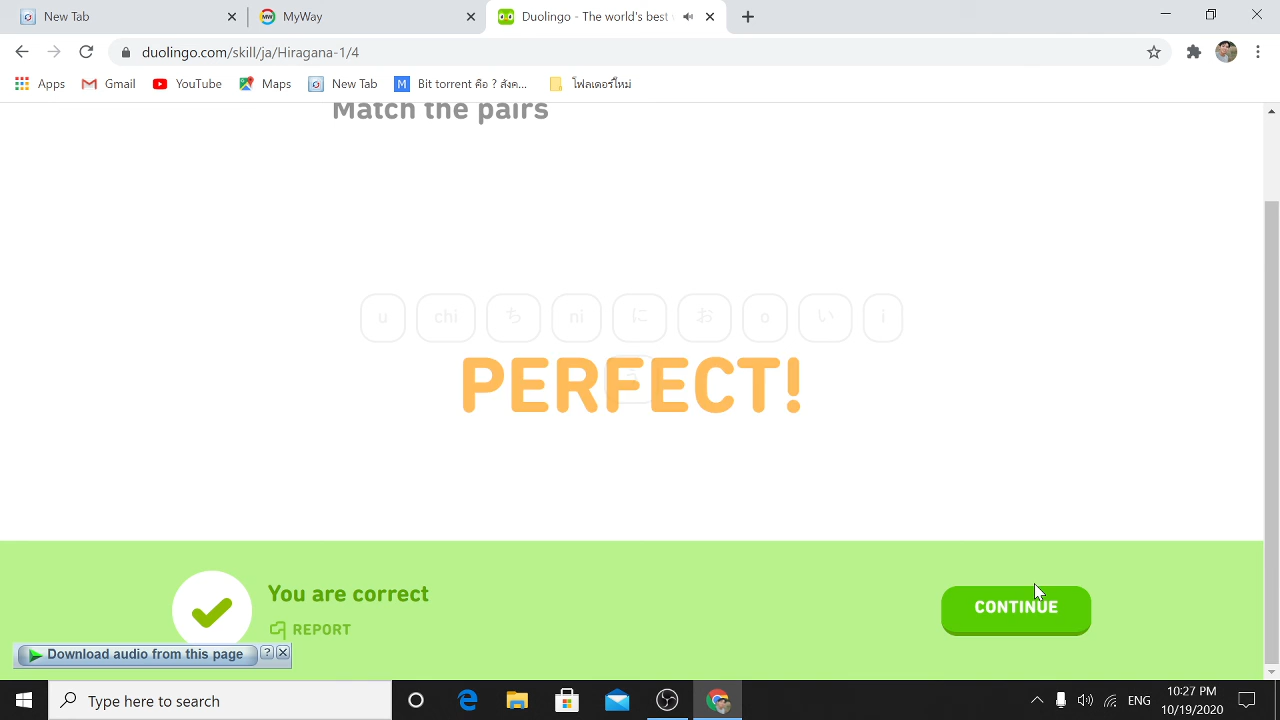 New Tab
MyWay
Duolingo - The world's best
duolingo.com/skill/ja/Hiragana-1/4
Apps Gmail YouTube Maps New Tab Bit torrent คือ ? สังค... โฟลเดอร์ใหม่
Match the pairs
u chi ち ni に お o い i
う
PERFECT!
You are correct
REPORT
CONTINUE
Download audio from this page ?
Type here to search
ENG
10:27 PM
10/19/2020